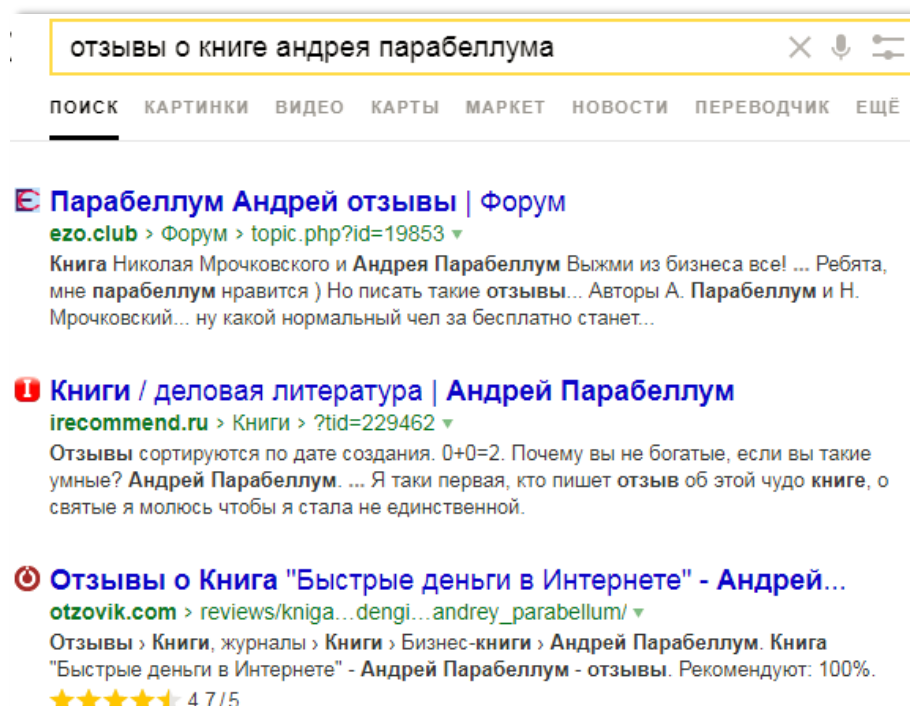 отзывы о книге андрея парабеллума
ПОИСК КАРТИНКИ ВИДЕО КАРТЫ МАРКЕТ НОВОСТИ ПЕРЕВОДЧИК ЕЩЁ
Парабеллум Андрей отзывы | Форум
ezo.club > Форум > topic.php?id=19853
Книга Николая Мрочковского и Андрея Парабеллум Выжми из бизнеса все! ... Ребята,
мне парабеллум нравится ) Но писать такие отзывы... Авторы А. Парабеллум и Н.
Мрочковский... ну какой нормальный чел за бесплатно станет...
Книги / деловая литература | Андрей Парабеллум
irecommend.ru > Книги > ?tid=229462
Отзывы сортируются по дате создания. 0+0=2. Почему вы не богатые, если вы такие
умные? Андрей Парабеллум. ... Я таки первая, кто пишет отзыв об этой чудо книге, о
святые я молюсь чтобы я стала не единственной.
Отзывы о Книга "Быстрые деньги в Интернете" - Андрей...
otzovik.com > reviews/kniga...dengi...andrey_parabellum/
Отзывы > Книги, журналы > Книги > Бизнес-книги > Андрей Парабеллум. Книга
"Быстрые деньги в Интернете" - Андрей Парабеллум - отзывы. Рекомендуют: 100%.
4,7/5